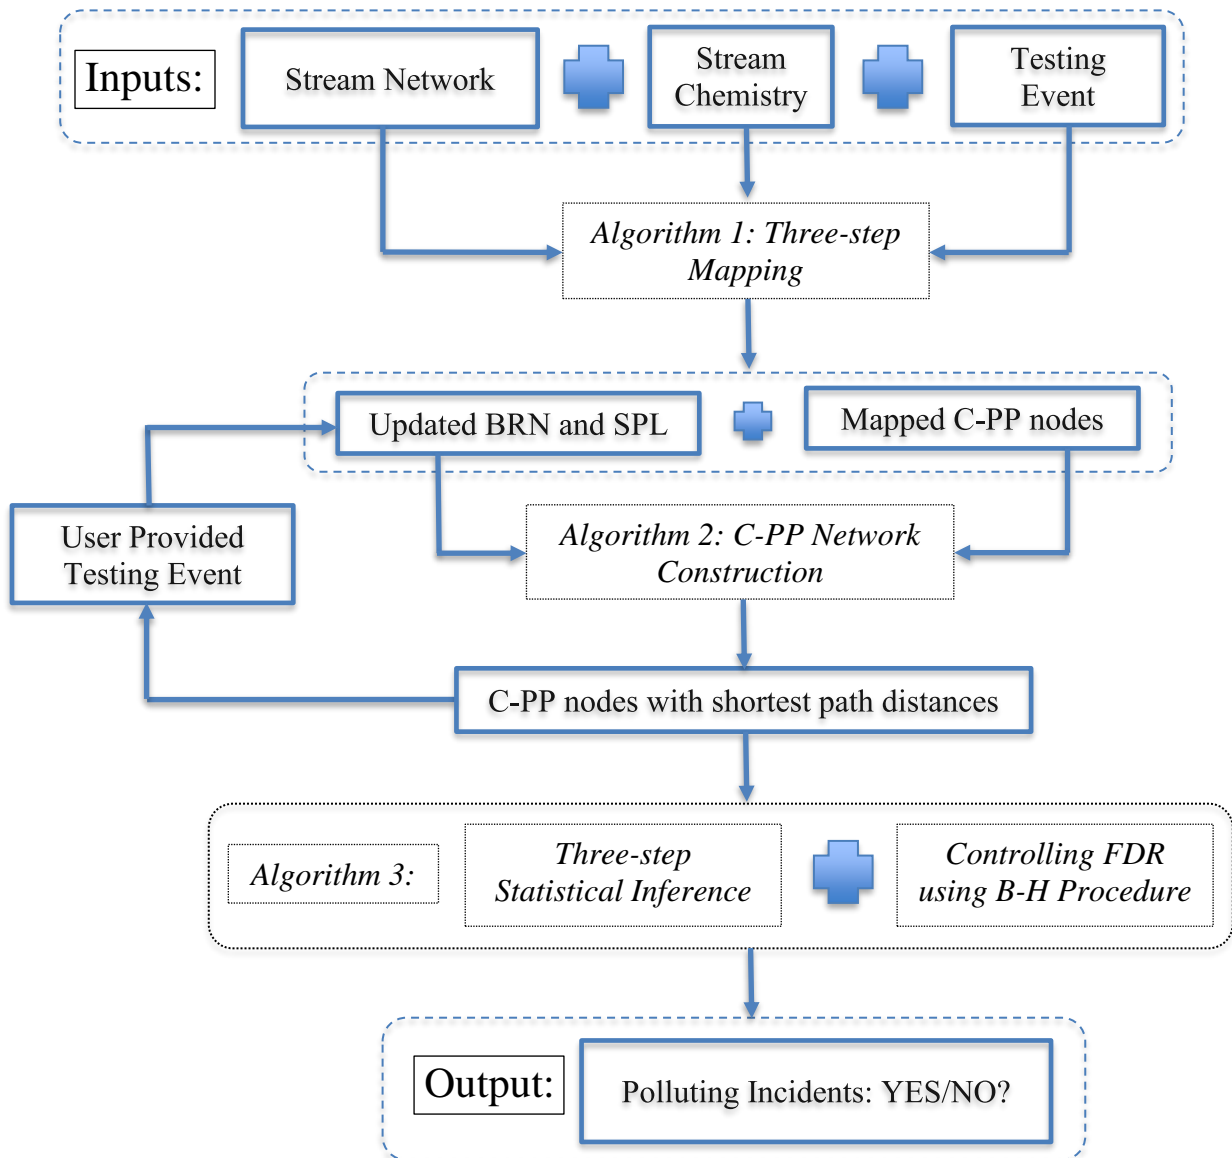 Inputs:
Stream Network
Stream
Chemistry
Testing
Event
Algorithm 1: Three-step
Mapping
Updated BRN and SPL
Mapped C-PP nodes
User Provided
Testing Event
Algorithm 2: C-PP Network
Construction
C-PP nodes with shortest path distances
Algorithm 3:
Three-step
Statistical Inference
Controlling FDR
using B-H Procedure
Output:
Polluting Incidents: YES/NO?